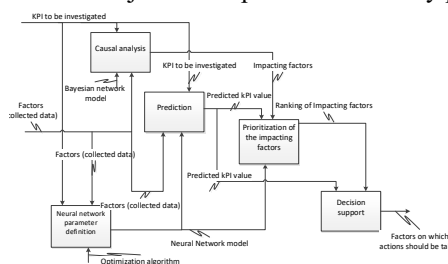 KPI to be investigated
Causal analysis
KPI to be investigated
Impacting factors
Bayesian network
model
Predicted kPI value
Prediction
Ranking of Impacting factors
Factors
ollected data)
Prioritization of
the impacting
factors
Factors (collected data)
Predicted kPI value
Factors (collected data)
Neural network
parameter
definition
Decision
support
Neural Network model
Factors on which
actions should be ta
Optimization algorithm